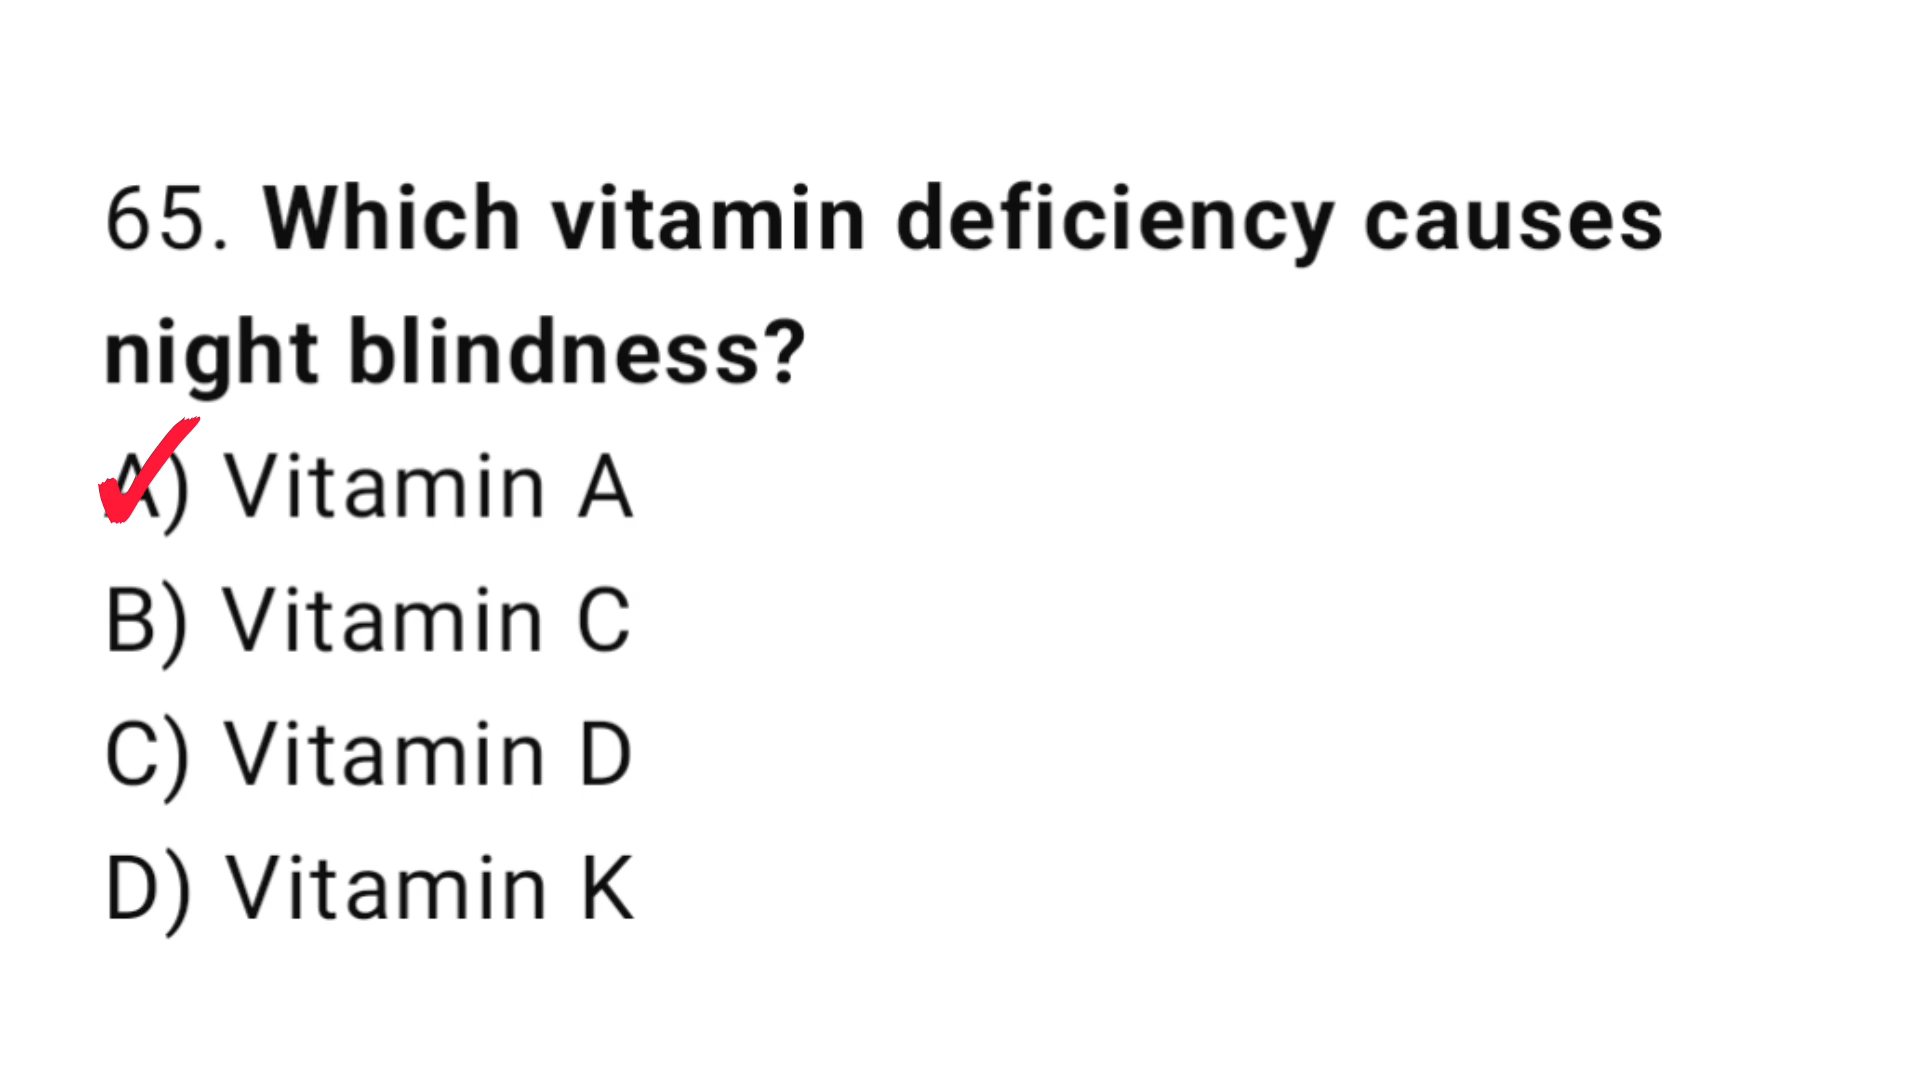 65. Which vitamin deficiency causes
night blindness?
A) Vitamin A
B) Vitamin C
C) Vitamin D
D) Vitamin K